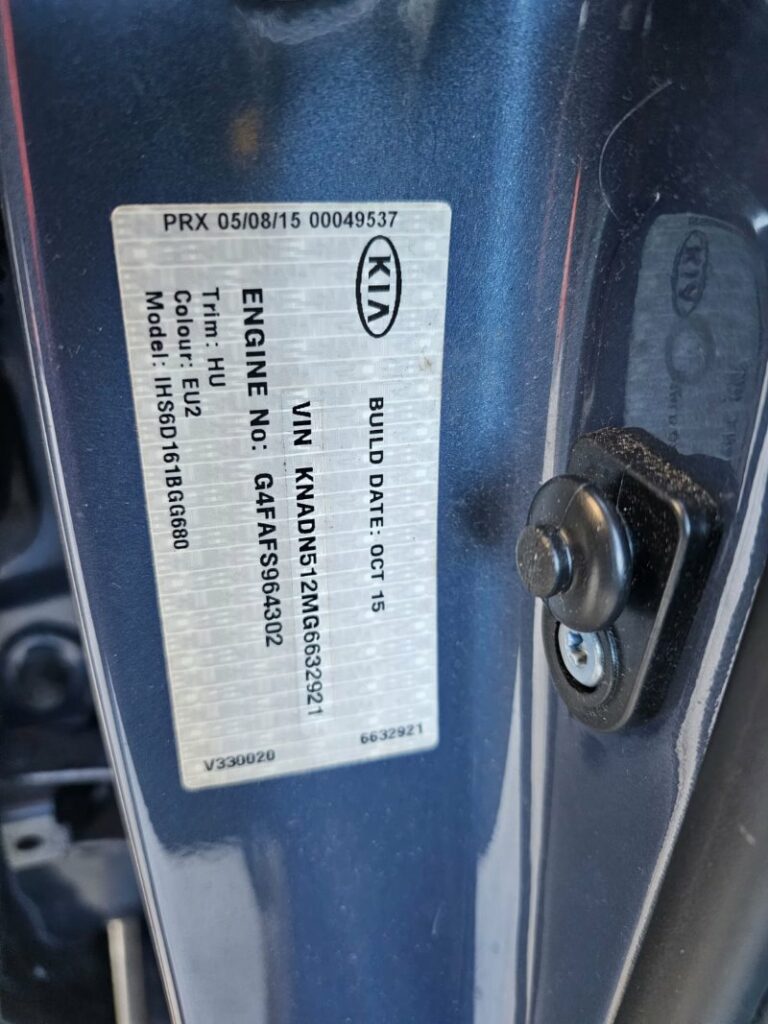 PRX 05/08/15 00049537
KIA
BUILD DATE: OCT 15
VIN KNADN512MG6632921
ENGINE No: G4FAFS964302
Trim: HU
Colour: EU2
Model: IHS6D161BGG680
V330020
6632921
KIA